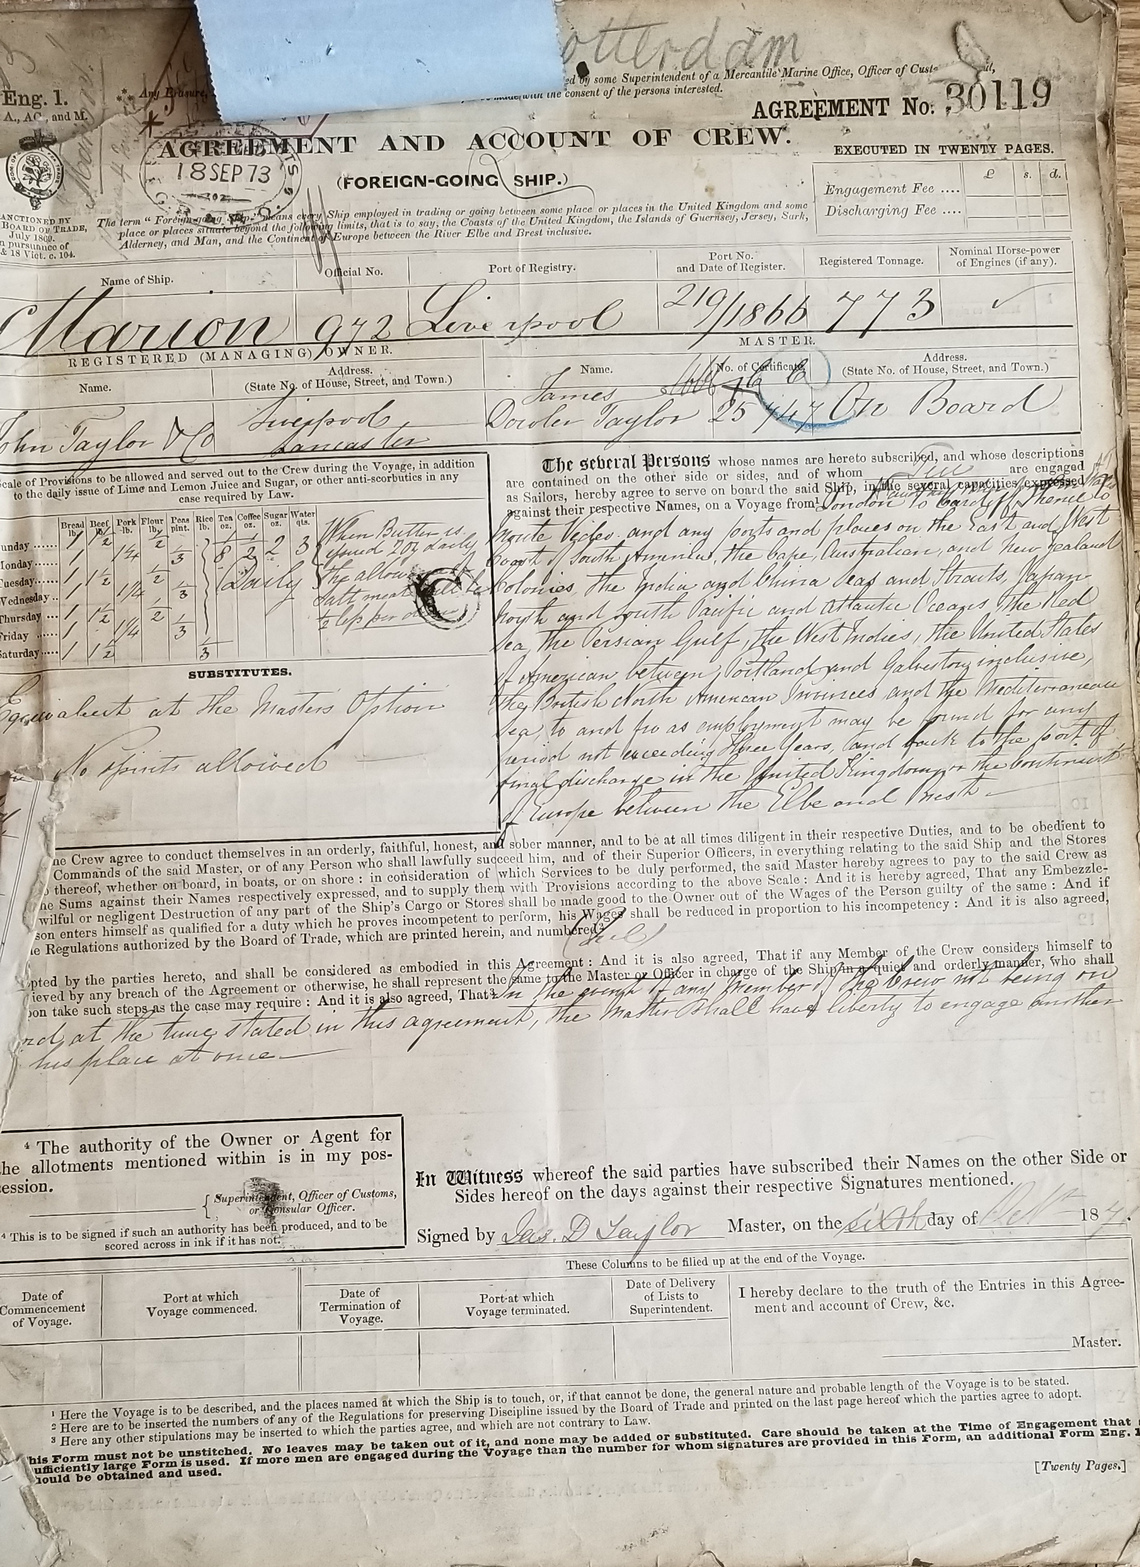 otterdam
Any Erasure,
ed by some Superintendent of a Mercantile Marine Office, Officer of
with the consent of the persons interested.
Eng. 1.
A., AC., and M.
AGREEMENT No. 30119
AGREEMENT AND ACCOUNT OF CREW.
EXECUTED IN TWENTY PAGES.
18 SEP 73
(FOREIGN-GOING SHIP.)
£ s. d.
Engagement Fee ....
Discharging Fee ....
SANCTIONED BY
BOARD OF TRADE,
July 1869.
n pursuance of
& 18 Vict. c. 104.
The term "Foreign-going Ship," means every Ship employed in trading or going between some place or places in the United Kingdom and some
place or places situate beyond the following limits, that is to say, the Coasts of the United Kingdom, the Islands of Guernsey, Jersey, Sark,
Alderney, and Man, and the Continent of Europe between the River Elbe and Brest inclusive.
Name of Ship. Official No. Port of Registry. Port No. and Date of Register. Registered Tonnage. Nominal Horse-power of Engines (if any).
Marion 972 Liverpool 219/1866 773
REGISTERED (MANAGING) OWNER. MASTER.
Name. Address. (State No. of House, Street, and Town.) Name. No. of Certificate. Address. (State No. of House, Street, and Town.)
John Taylor & Co Liverpool Lancaster James Dowler Taylor On Board
Scale of Provisions to be allowed and served out to the Crew during the Voyage, in addition
to the daily issue of Lime and Lemon Juice and Sugar, or other anti-scorbutics in any
case required by Law.
Bread lb. Beef lb. Pork lb. Flour lb. Peas pint. Rice lb. Tea oz. Coffee oz. Sugar oz. Water qts.
Sunday ...... 1 1½ ½
Monday ..... 1 1¼ ⅓
Tuesday ..... 1 1½ ½
Wednesday .. 1 1¼ ⅓
Thursday .... 1 1½ ½
Friday ...... 1 1¼ ⅓
Saturday ..... 1 1½
⅛ ½ 2 3
Daily
When Butter is
issued 2oz daily
The allow
salt meat will be
½ lb per
SUBSTITUTES.
Equivalent at the Masters Option
No spirits allowed
The several Persons whose names are hereto subscribed, and whose descriptions
are contained on the other side or sides, and of whom Ten are engaged
as Sailors, hereby agree to serve on board the said Ship, in the several capacities expressed
against their respective Names, on a Voyage from London to Cardiff thence to
Monte Video and any ports and places on the East and West
Coast of South America, the Cape, Australian, and New Zealand
Colonies, the India and China Seas and Straits, Japan
North and South Pacific and Atlantic Oceans, the Red
Sea, the Persian Gulf, the West Indies, the United States
of American between Portland and Galveston inclusive,
the British North American Provinces and the Mediterranean
Sea, to and fro as employment may be found for any
period not exceeding Three Years, and back to the port of
final discharge in the United Kingdom or the Continent
of Europe between the Elbe and Brest
he Crew agree to conduct themselves in an orderly, faithful, honest, and sober manner, and to be at all times diligent in their respective Duties, and to be obedient to
Commands of the said Master, or of any Person who shall lawfully succeed him, and of their Superior Officers, in everything relating to the said Ship and the Stores
thereof, whether on board, in boats, or on shore : in consideration of which Services to be duly performed, the said Master hereby agrees to pay to the said Crew as
he Sums against their Names respectively expressed, and to supply them with Provisions according to the above Scale : And it is hereby agreed, That any Embezzle-
wilful or negligent Destruction of any part of the Ship's Cargo or Stores shall be made good to the Owner out of the Wages of the Person guilty of the same : And if
son enters himself as qualified for a duty which he proves incompetent to perform, his Wages shall be reduced in proportion to his incompetency : And it is also agreed,
e Regulations authorized by the Board of Trade, which are printed herein, and numbered²
pted by the parties hereto, and shall be considered as embodied in this Agreement : And it is also agreed, That if any Member of the Crew considers himself to
ieved by any breach of the Agreement or otherwise, he shall represent the same to the Master or Officer in charge of the Ship in a quiet and orderly manner, who shall
on take such steps as the case may require : And it is also agreed, That³ In the event of any Member of the Crew not being on
rd at the time stated in this agreement, the Master shall have liberty to engage another
his place at once
⁴ The authority of the Owner or Agent for
the allotments mentioned within is in my pos-
session.
Superintendent, Officer of Customs,
or Consular Officer.
⁴ This is to be signed if such an authority has been produced, and to be
scored across in ink if it has not.
In Witness whereof the said parties have subscribed their Names on the other Side or
Sides hereof on the days against their respective Signatures mentioned.
Signed by Jas. D Taylor Master, on the sixth day of Octr 187
These Columns to be filled up at the end of the Voyage.
Date of Commencement of Voyage. Port at which Voyage commenced. Date of Termination of Voyage. Port at which Voyage terminated. Date of Delivery of Lists to Superintendent.
I hereby declare to the truth of the Entries in this Agree-
ment and account of Crew, &c.
Master.
¹ Here the Voyage is to be described, and the places named at which the Ship is to touch, or, if that cannot be done, the general nature and probable length of the Voyage is to be stated.
² Here are to be inserted the numbers of any of the Regulations for preserving Discipline issued by the Board of Trade and printed on the last page hereof which the parties agree to adopt.
³ Here any other stipulations may be inserted to which the parties agree, and which are not contrary to Law.
his Form must not be unstitched. No leaves may be taken out of it, and none may be added or substituted. Care should be taken at the Time of Engagement that
ufficiently large Form is used. If more men are engaged during the Voyage than the number for whom signatures are provided in this Form, an additional Form Eng. 1
ould be obtained and used.
[Twenty Pages.]